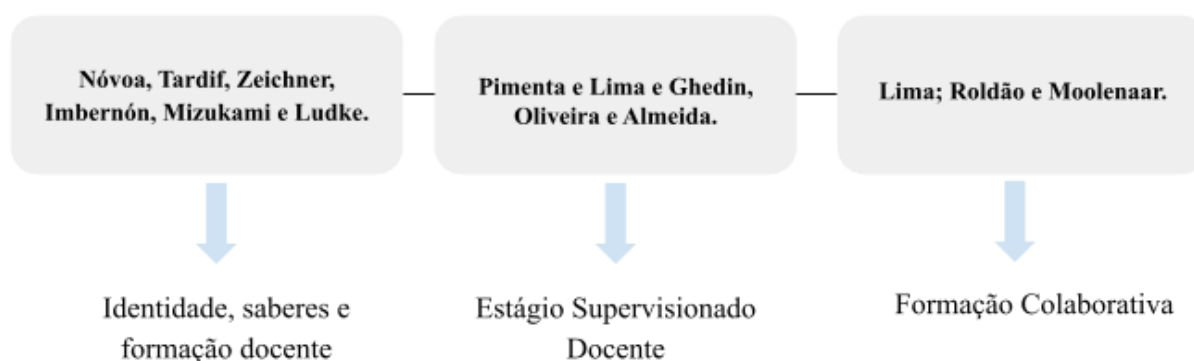 Nóvoa, Tardif, Zeichner,
Imbernón, Mizukami e Ludke.
Pimenta e Lima e Ghedin,
Oliveira e Almeida.
Lima; Roldão e Moolenaar.
Identidade, saberes e
formação docente
Estágio Supervisionado
Docente
Formação Colaborativa